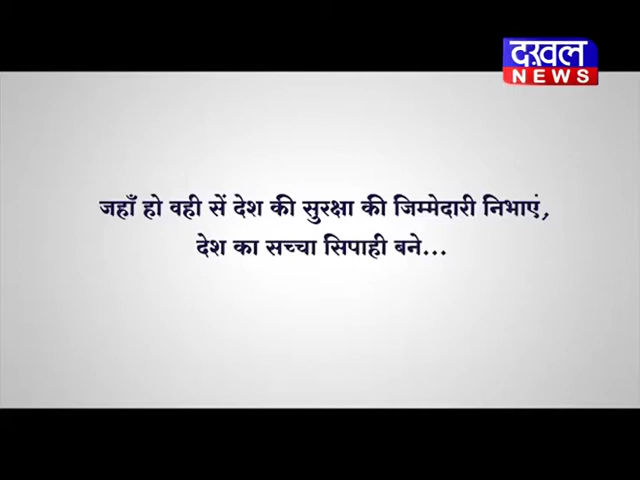 दख़ल
NEWS
जहाँ हो वही सें देश की सुरक्षा की जिम्मेदारी निभाएं,
देश का सच्चा सिपाही बने...